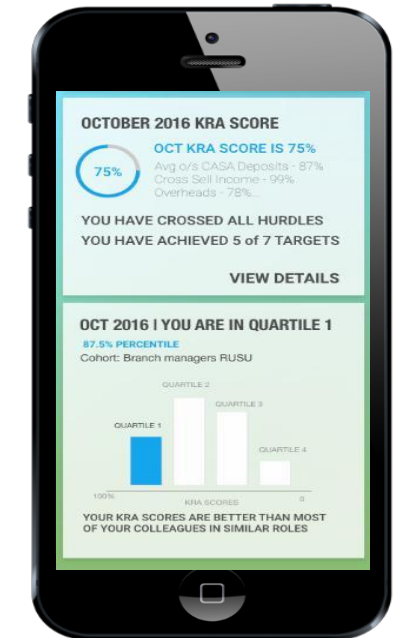 OCTOBER 2016 KRA SCORE
OCT KRA SCORE IS 75%
75%
Avg o/s CASA Deposits - 87%
Cross Sell Income - 99%
Overheads - 78%...
YOU HAVE CROSSED ALL HURDLES
YOU HAVE ACHIEVED 5 of 7 TARGETS
VIEW DETAILS
OCT 2016 | YOU ARE IN QUARTILE 1
87.5% PERCENTILE
Cohort: Branch managers RUSU
QUARTILE 2
QUARTILE 3
QUARTILE 1
QUARTILE 4
100%
KRA SCORES
0
YOUR KRA SCORES ARE BETTER THAN MOST
OF YOUR COLLEAGUES IN SIMILAR ROLES